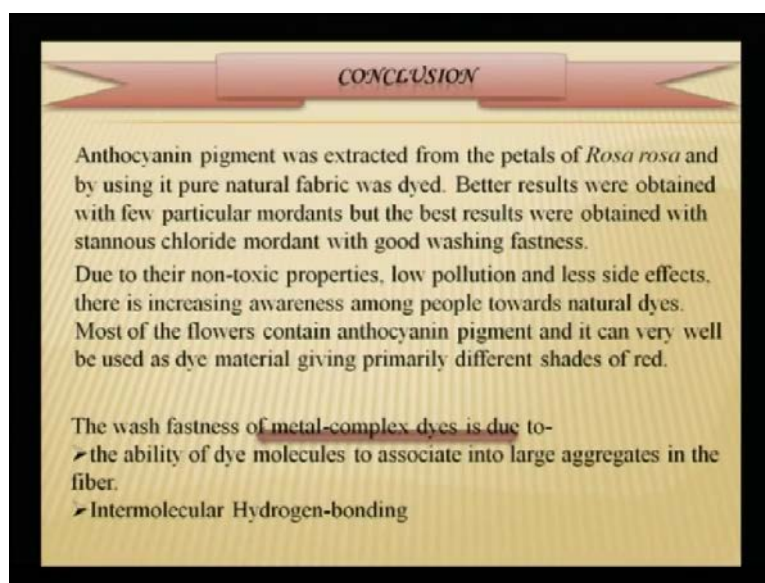 CONCLUSION
Anthocyanin pigment was extracted from the petals of Rosa rosa and
by using it pure natural fabric was dyed. Better results were obtained
with few particular mordants but the best results were obtained with
stannous chloride mordant with good washing fastness.
Due to their non-toxic properties, low pollution and less side effects,
there is increasing awareness among people towards natural dyes.
Most of the flowers contain anthocyanin pigment and it can very well
be used as dye material giving primarily different shades of red.
The wash fastness of metal-complex dyes is due to-
➢the ability of dye molecules to associate into large aggregates in the
fiber.
➢Intermolecular Hydrogen-bonding